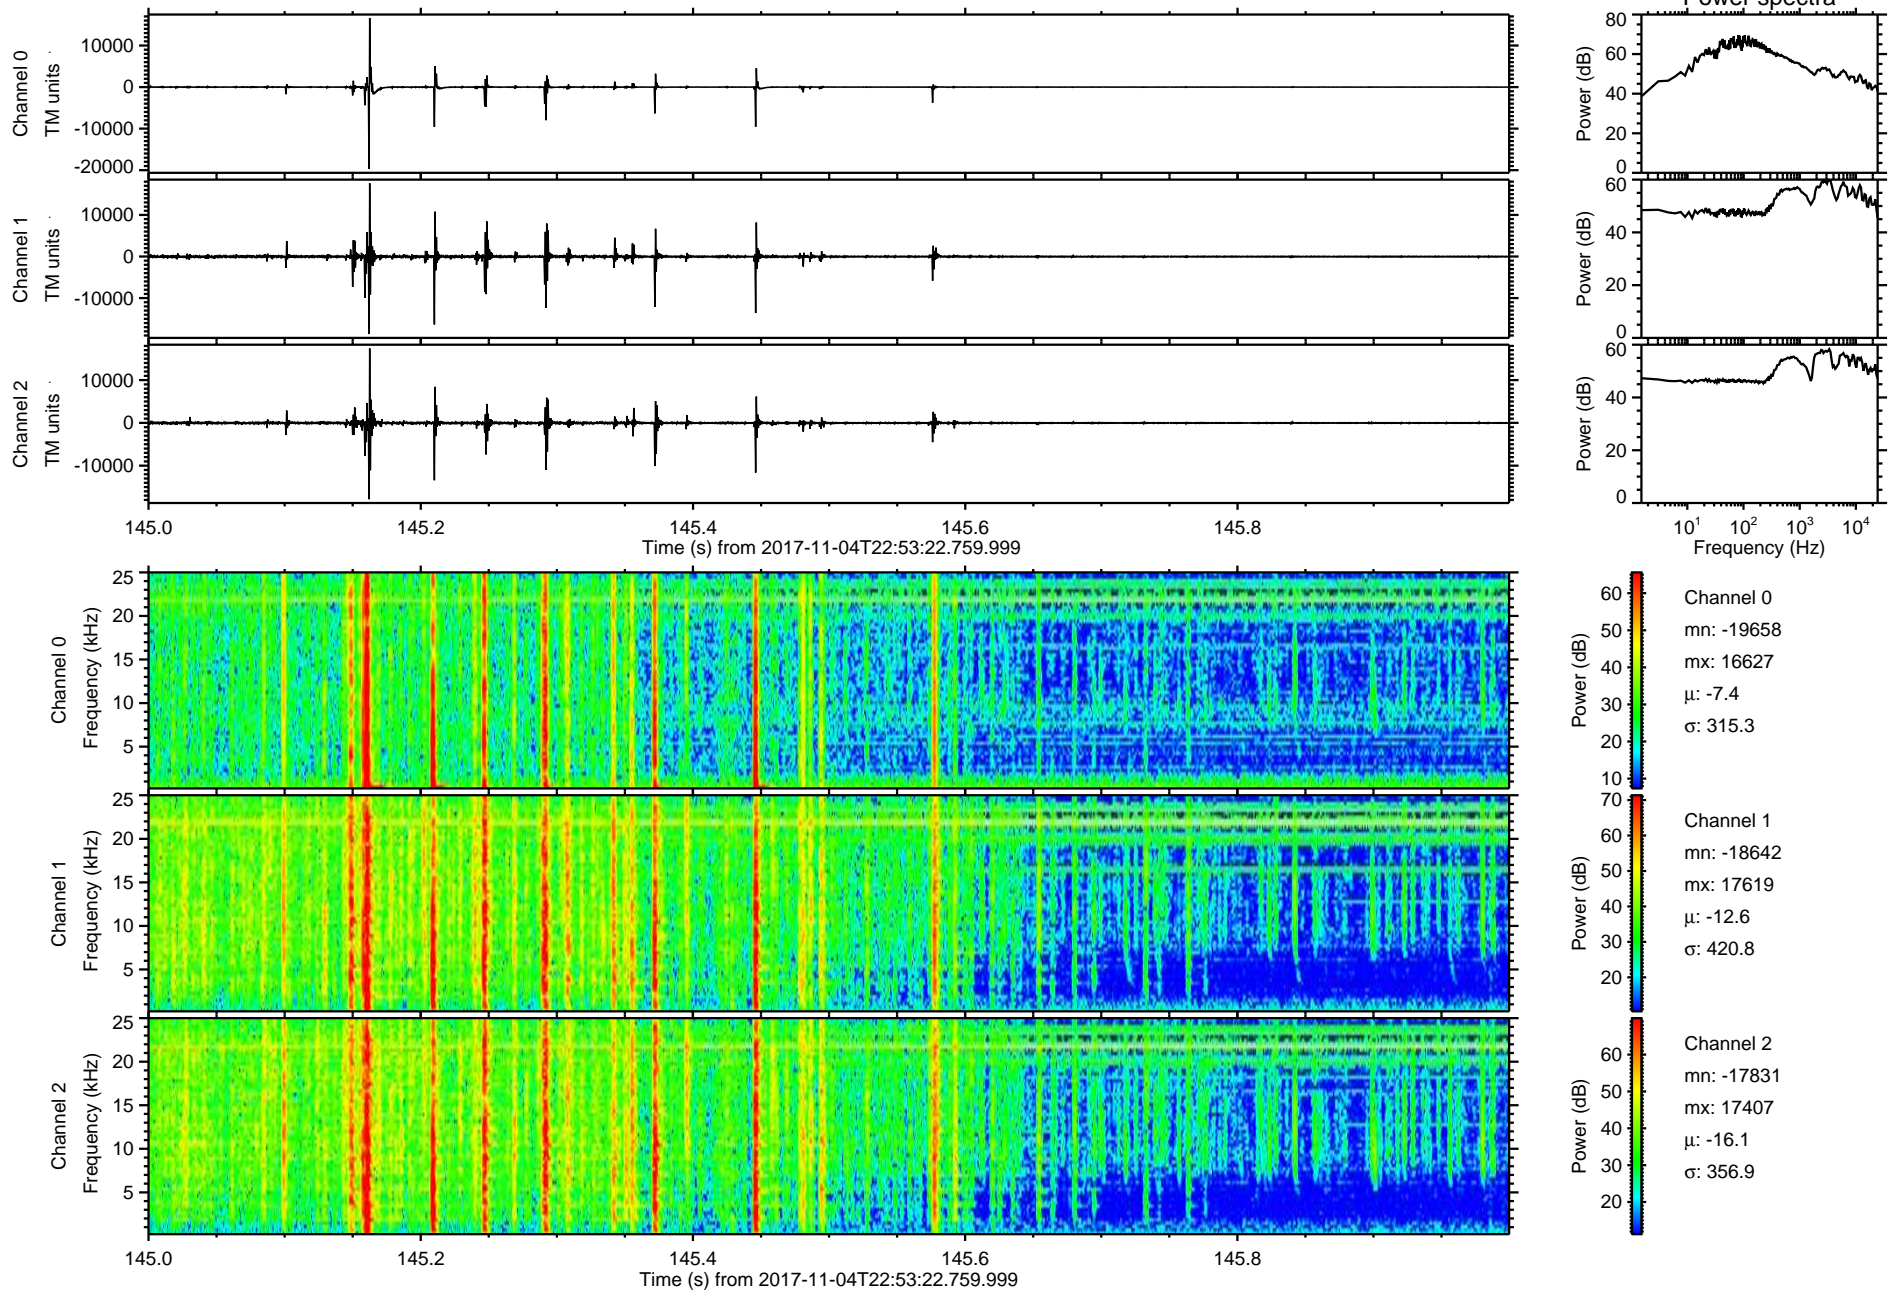 Power spectra
Channel 0
TM units
10000
0
-10000
-20000
Power (dB)
80
60
40
20
0
Channel 1
TM units
10000
0
-10000
Power (dB)
60
40
20
0
Channel 2
TM units
10000
0
-10000
Power (dB)
60
40
20
0
145.0 145.2 145.4 145.6 145.8
Time (s) from 2017-11-04T22:53:22.759.999
10^1 10^2 10^3 10^4
Frequency (Hz)
Channel 0
Frequency (kHz)
25
20
15
10
5
Power (dB)
60
50
40
30
20
10
Channel 0
mn: -19658
mx: 16627
μ: -7.4
σ: 315.3
Channel 1
Frequency (kHz)
25
20
15
10
5
Power (dB)
70
60
50
40
30
20
Channel 1
mn: -18642
mx: 17619
μ: -12.6
σ: 420.8
Channel 2
Frequency (kHz)
25
20
15
10
5
Power (dB)
60
50
40
30
20
Channel 2
mn: -17831
mx: 17407
μ: -16.1
σ: 356.9
145.0 145.2 145.4 145.6 145.8
Time (s) from 2017-11-04T22:53:22.759.999